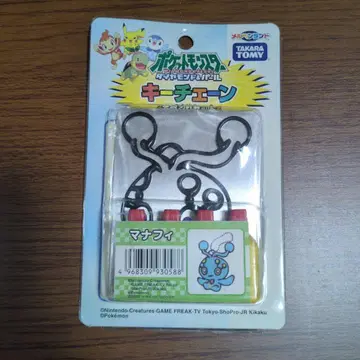 TAKARA
TOMY
ポケットモンスター
ダイヤモンド&パール
キーチェーン
マナフィ
4 968309 930588
©Nintendo·Creatures·GAME FREAK·TV Tokyo·ShoPro·JR Kikaku
©Pokémon